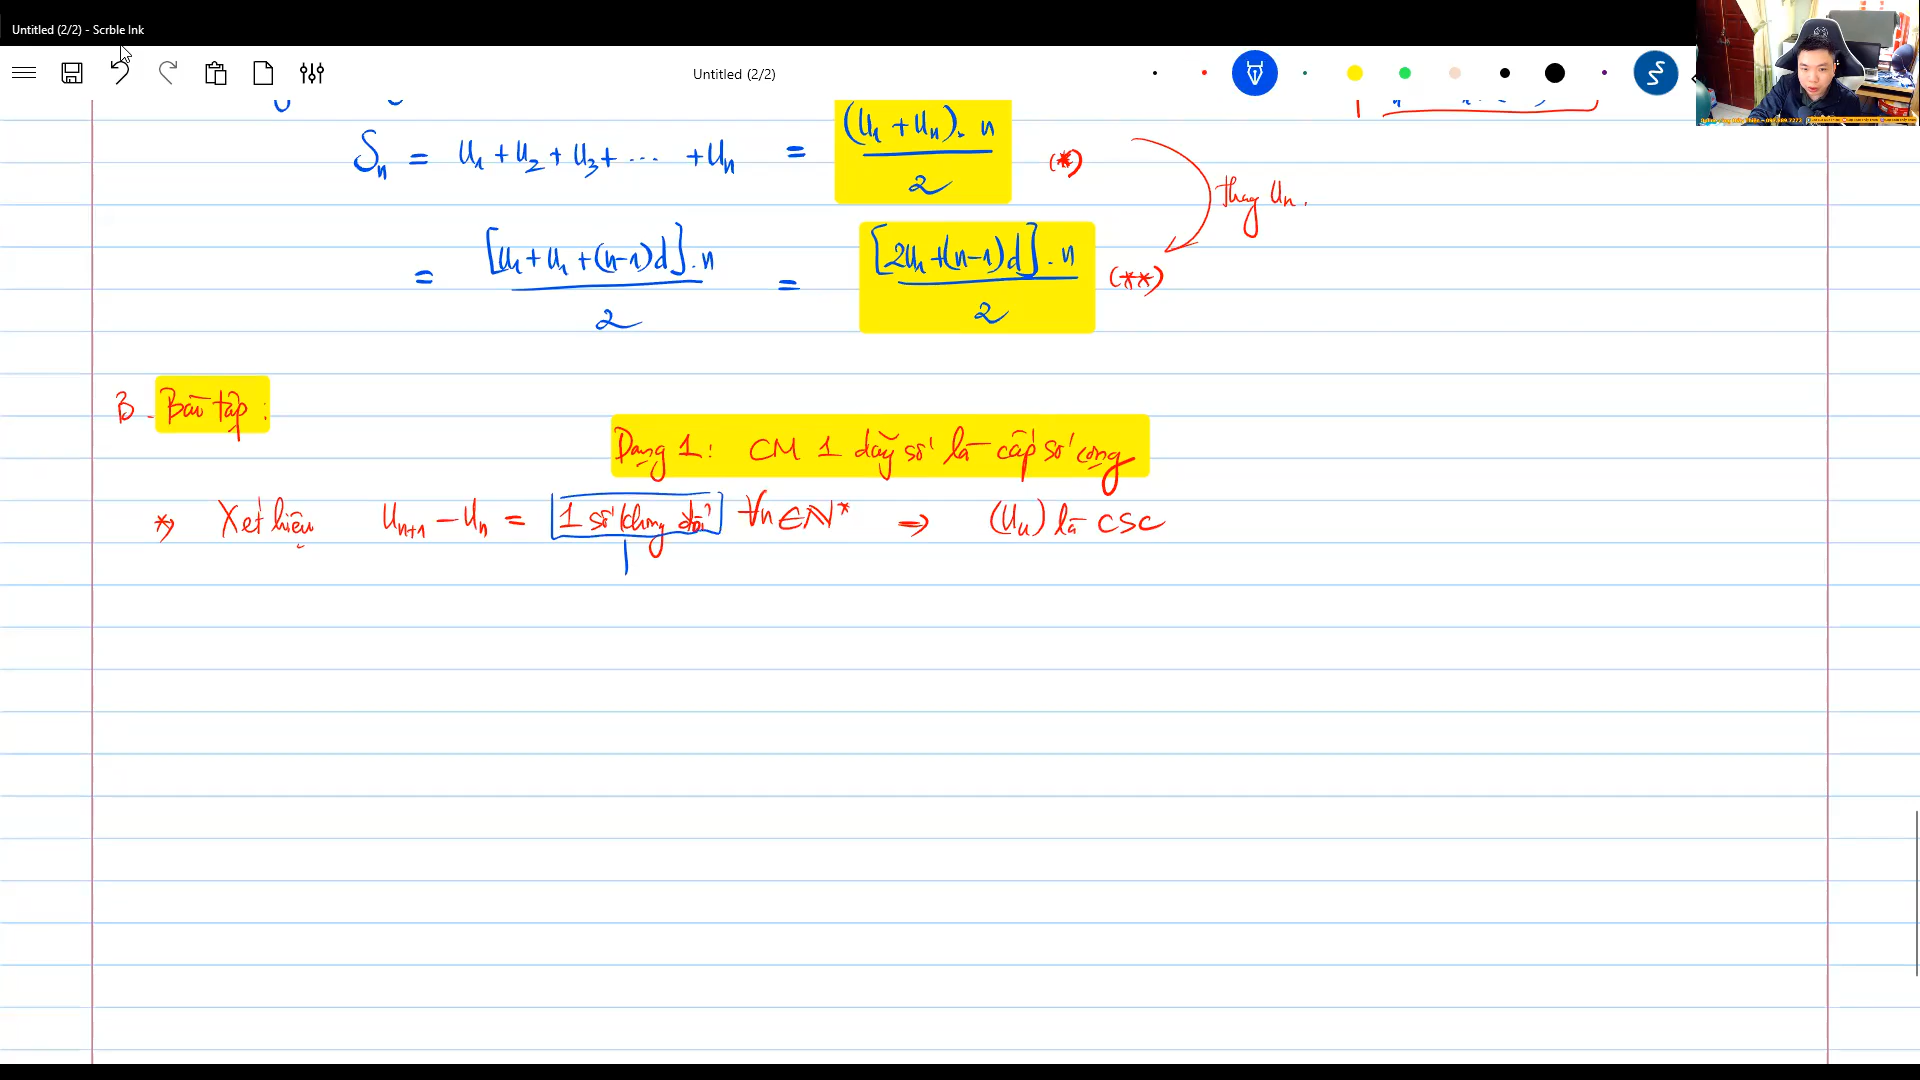 Untitled (2/2) - Scrble Ink
Untitled (2/2)
Sn = u1 + u2 + u3 + ... + un = (u1 + un). n / 2 (*)
thay un.
= [u1 + u1 + (n-1)d] . n / 2 = [2u1 + (n-1)d] . n / 2 (**)
B. Bài tập :
Dạng 1: CM 1 dãy số là cấp số cộng
* Xét hiệu un+1 - un = 1 số không đổi ∀n ∈ N* → (un) là CSC